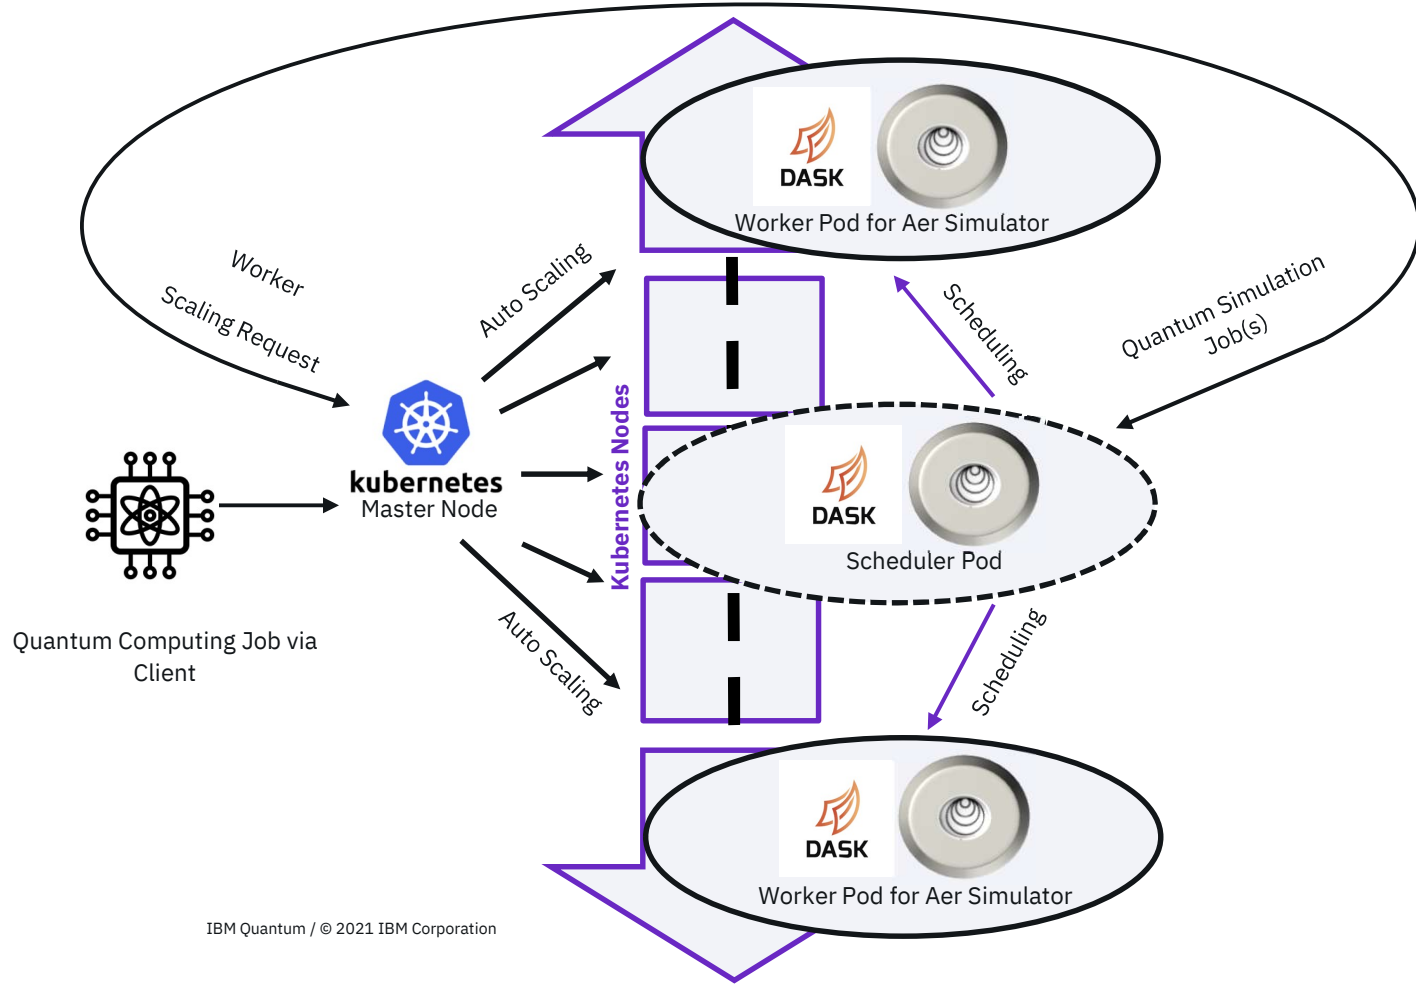 DASK
Worker Pod for Aer Simulator
Worker
Scaling Request
Auto Scaling
Scheduling
Quantum Simulation
Job(s)
kubernetes
Master Node
Kubernetes Nodes
DASK
Scheduler Pod
Quantum Computing Job via
Client
Auto Scaling
Scheduling
DASK
Worker Pod for Aer Simulator
IBM Quantum / © 2021 IBM Corporation